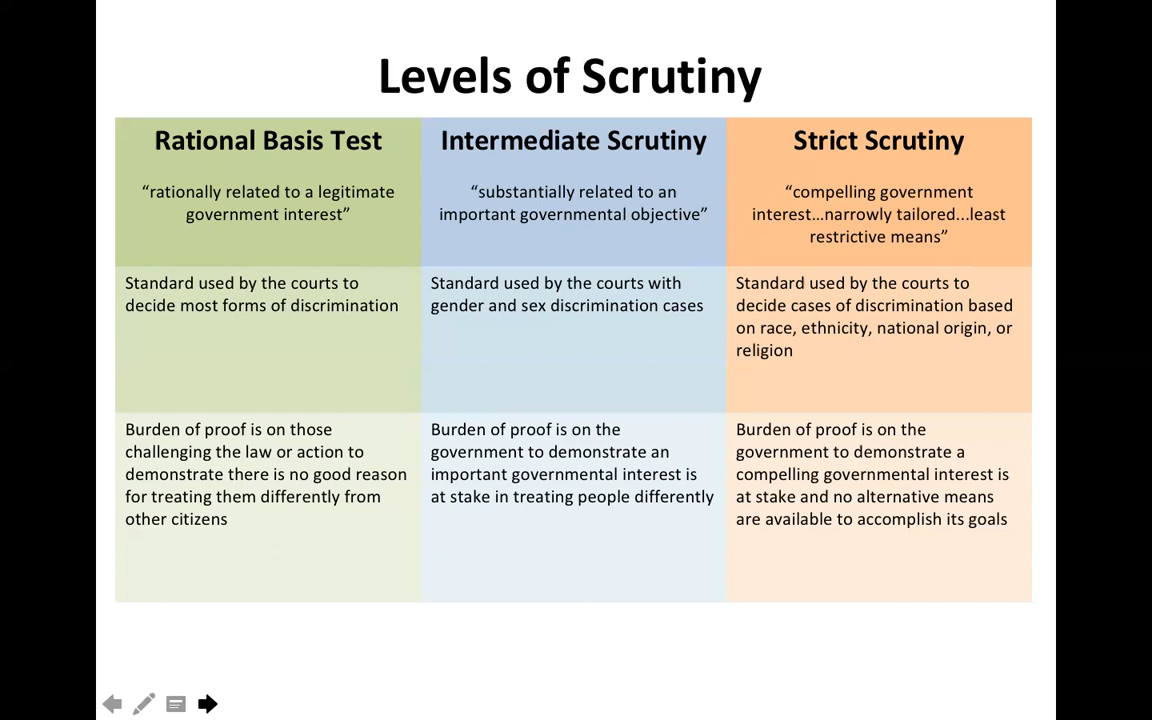 Levels of Scrutiny
Rational Basis Test
“rationally related to a legitimate
government interest”
Intermediate Scrutiny
“substantially related to an
important governmental objective”
Strict Scrutiny
“compelling government
interest…narrowly tailored...least
restrictive means”
Standard used by the courts to
decide most forms of discrimination
Standard used by the courts with
gender and sex discrimination cases
Standard used by the courts to
decide cases of discrimination based
on race, ethnicity, national origin, or
religion
Burden of proof is on those
challenging the law or action to
demonstrate there is no good reason
for treating them differently from
other citizens
Burden of proof is on the
government to demonstrate an
important governmental interest is
at stake in treating people differently
Burden of proof is on the
government to demonstrate a
compelling governmental interest is
at stake and no alternative means
are available to accomplish its goals